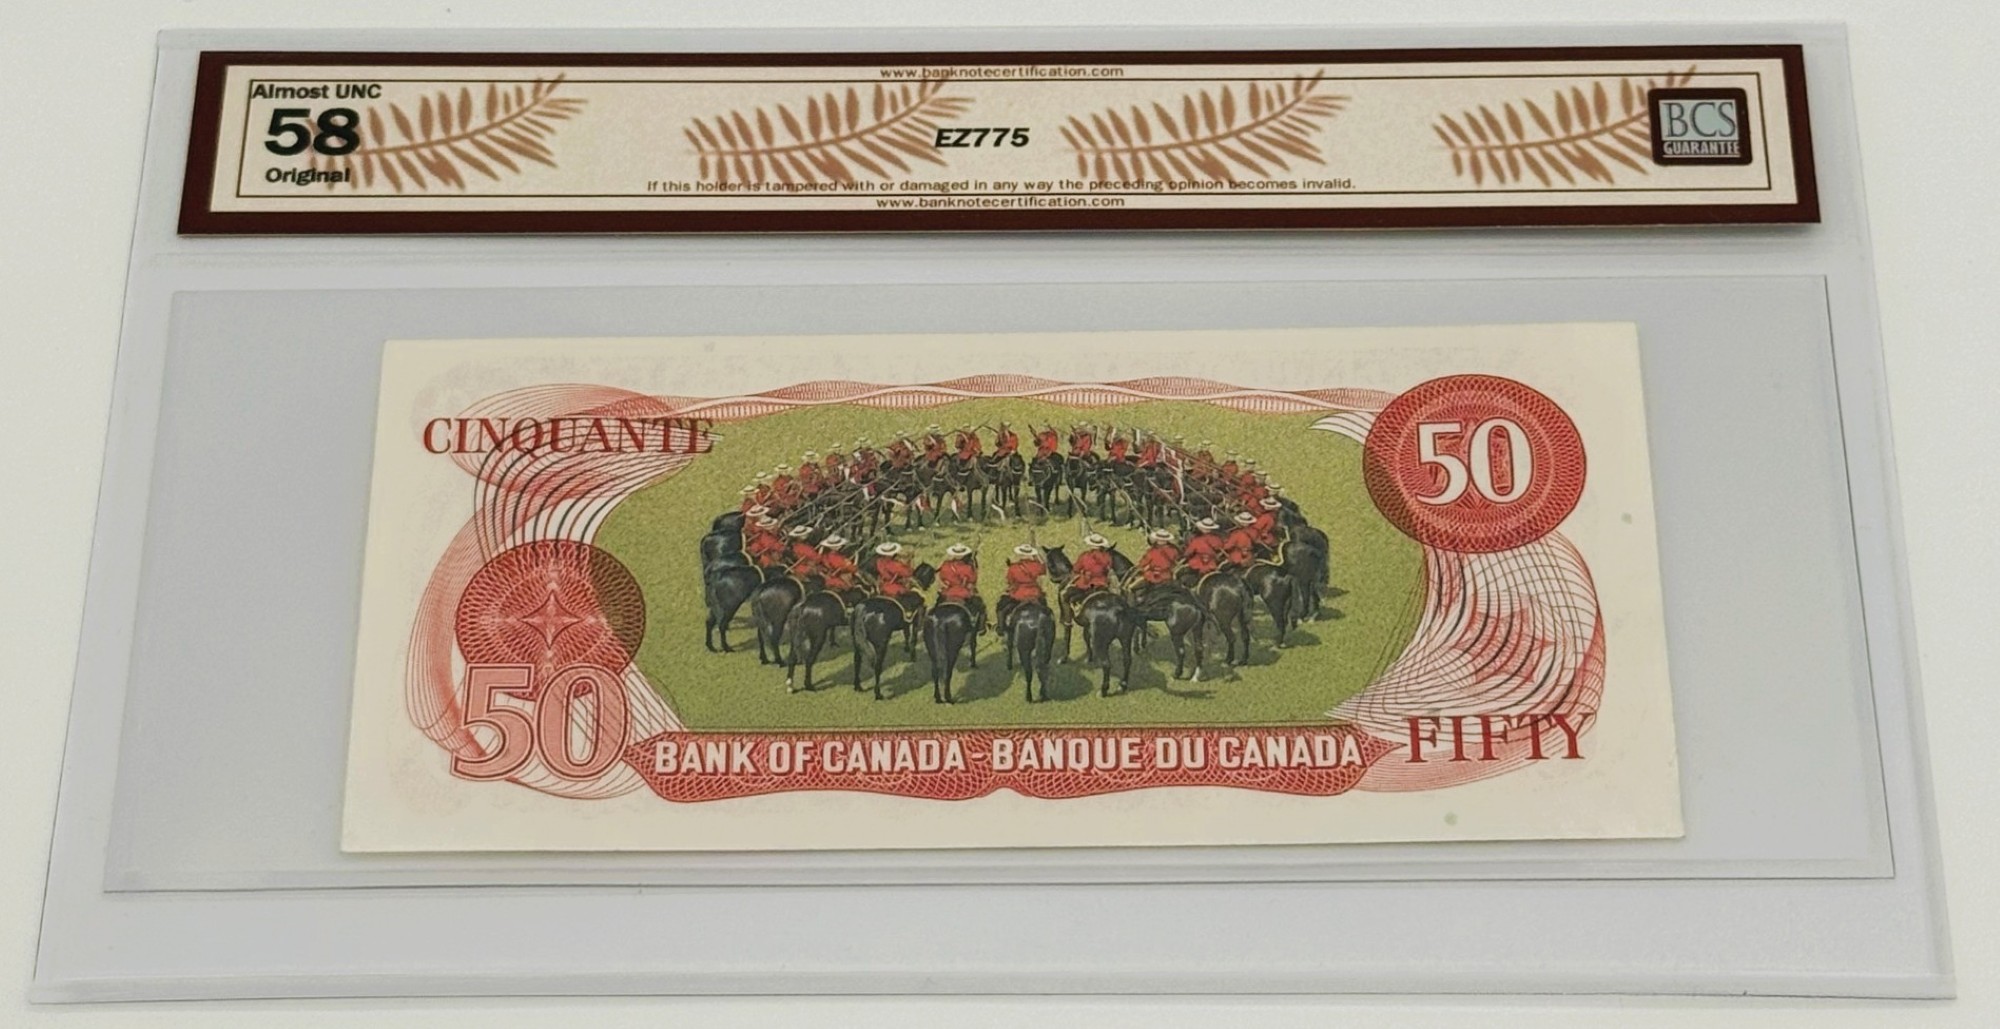 www.banknotecertification.com
Almost UNC
58
Original
EZ775
BCS
GUARANTEE
If this holder is tampered with or damaged in any way the preceding opinion becomes invalid.
www.banknotecertification.com
CINQUANTE
50
50
BANK OF CANADA - BANQUE DU CANADA
FIFTY